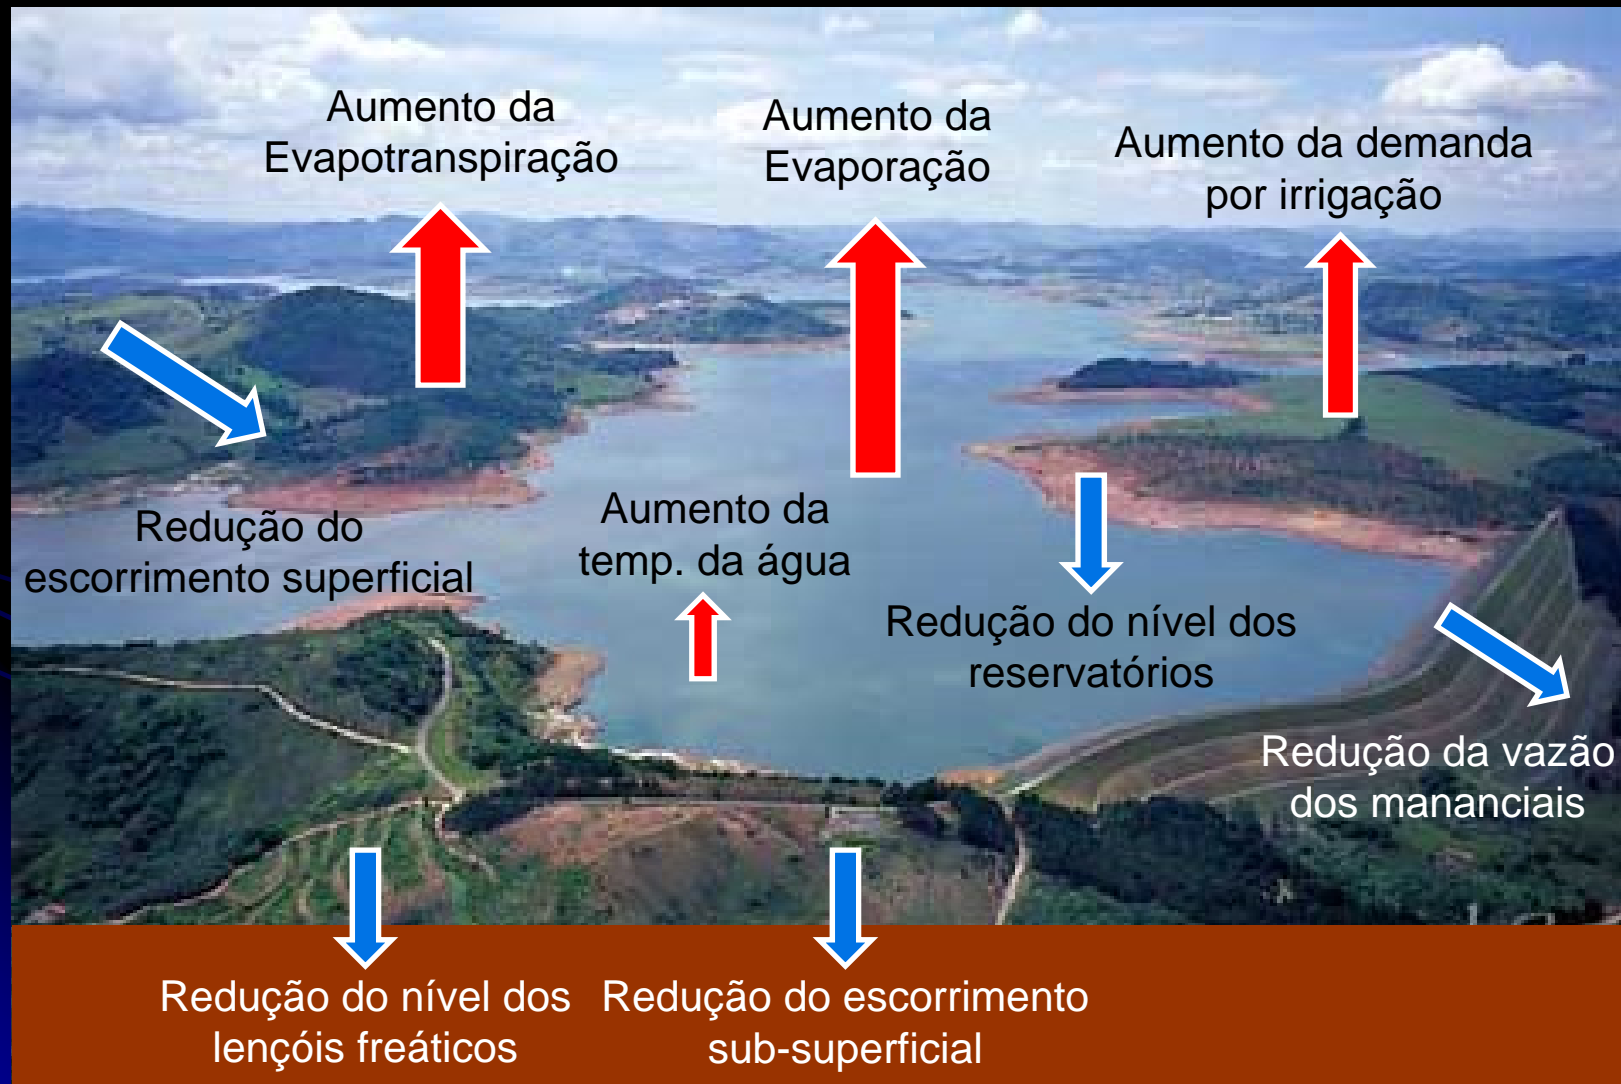 Aumento da
Evapotranspiração
Aumento da
Evaporação
Aumento da demanda
por irrigação
Redução do
escorrimento superficial
Aumento da
temp. da água
Redução do nível dos
reservatórios
Redução da vazão
dos mananciais
Redução do nível dos
lençóis freáticos
Redução do escorrimento
sub-superficial